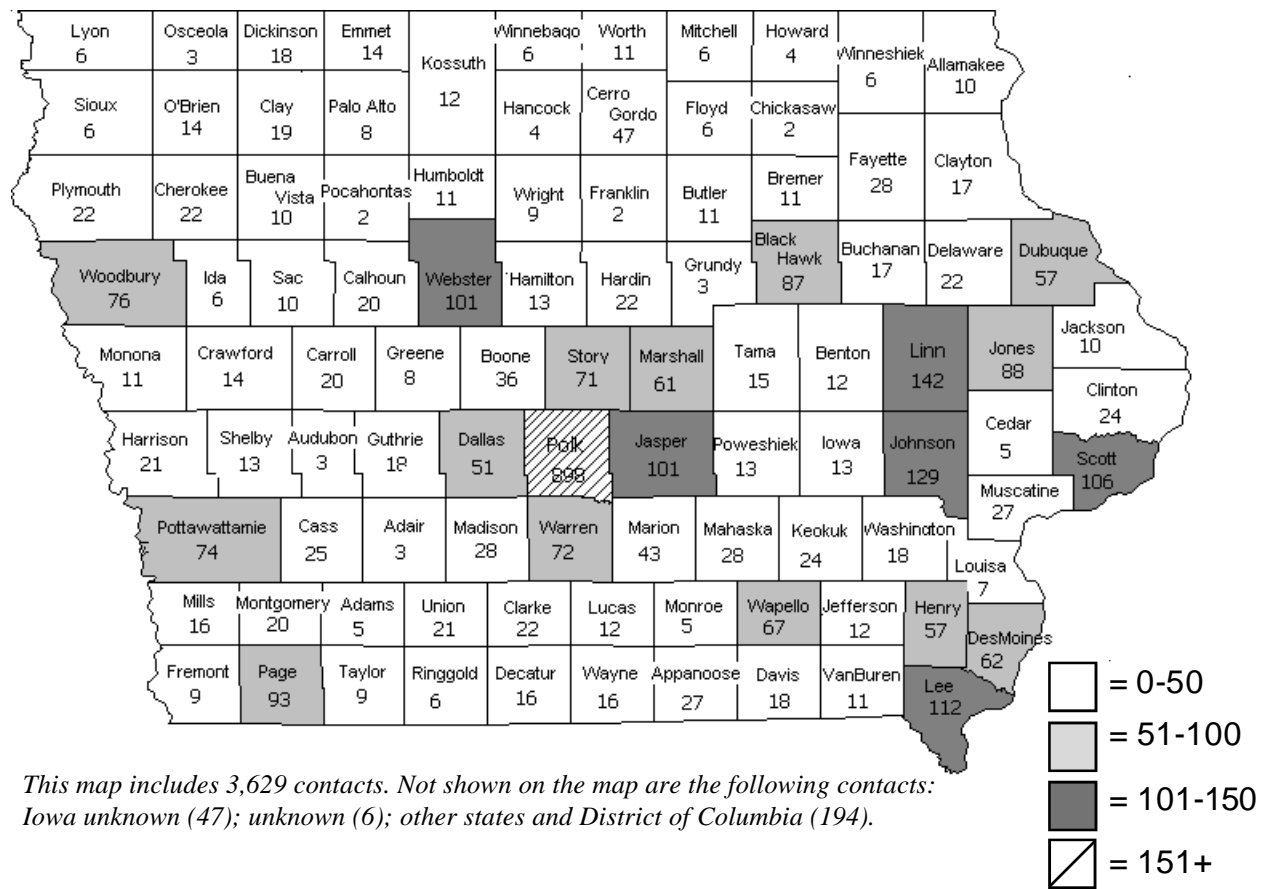 Lyon
6
Osceola
3
Dickinson
18
Emmet
14
Kossuth
12
Winnebago
6
Worth
11
Mitchell
6
Howard
4
Winneshiek
6
Allamakee
10
Sioux
6
O'Brien
14
Clay
19
Palo Alto
8
Hancock
4
Cerro
Gordo
47
Floyd
6
Chickasaw
2
Fayette
28
Clayton
17
Plymouth
22
Cherokee
22
Buena
Vista
10
Pocahontas
2
Humboldt
11
Wright
9
Franklin
2
Butler
11
Bremer
11
Woodbury
76
Ida
6
Sac
10
Calhoun
20
Webster
101
Hamilton
13
Hardin
22
Grundy
3
Black
Hawk
87
Buchanan
17
Delaware
22
Dubuque
57
Monona
11
Crawford
14
Carroll
20
Greene
8
Boone
36
Story
71
Marshall
61
Tama
15
Benton
12
Linn
142
Jones
88
Jackson
10
Clinton
24
Harrison
21
Shelby
13
Audubon
3
Guthrie
18
Dallas
51
Polk
898
Jasper
101
Poweshiek
13
Iowa
13
Johnson
129
Cedar
5
Scott
106
Muscatine
27
Pottawattamie
74
Cass
25
Adair
3
Madison
28
Warren
72
Marion
43
Mahaska
28
Keokuk
24
Washington
18
Louisa
7
Mills
16
Montgomery
20
Adams
5
Union
21
Clarke
22
Lucas
12
Monroe
5
Wapello
67
Jefferson
12
Henry
57
DesMoines
62
Fremont
9
Page
93
Taylor
9
Ringgold
6
Decatur
16
Wayne
16
Appanoose
27
Davis
18
VanBuren
11
Lee
112
= 0-50
= 51-100
= 101-150
= 151+
This map includes 3,629 contacts. Not shown on the map are the following contacts:
Iowa unknown (47); unknown (6); other states and District of Columbia (194).